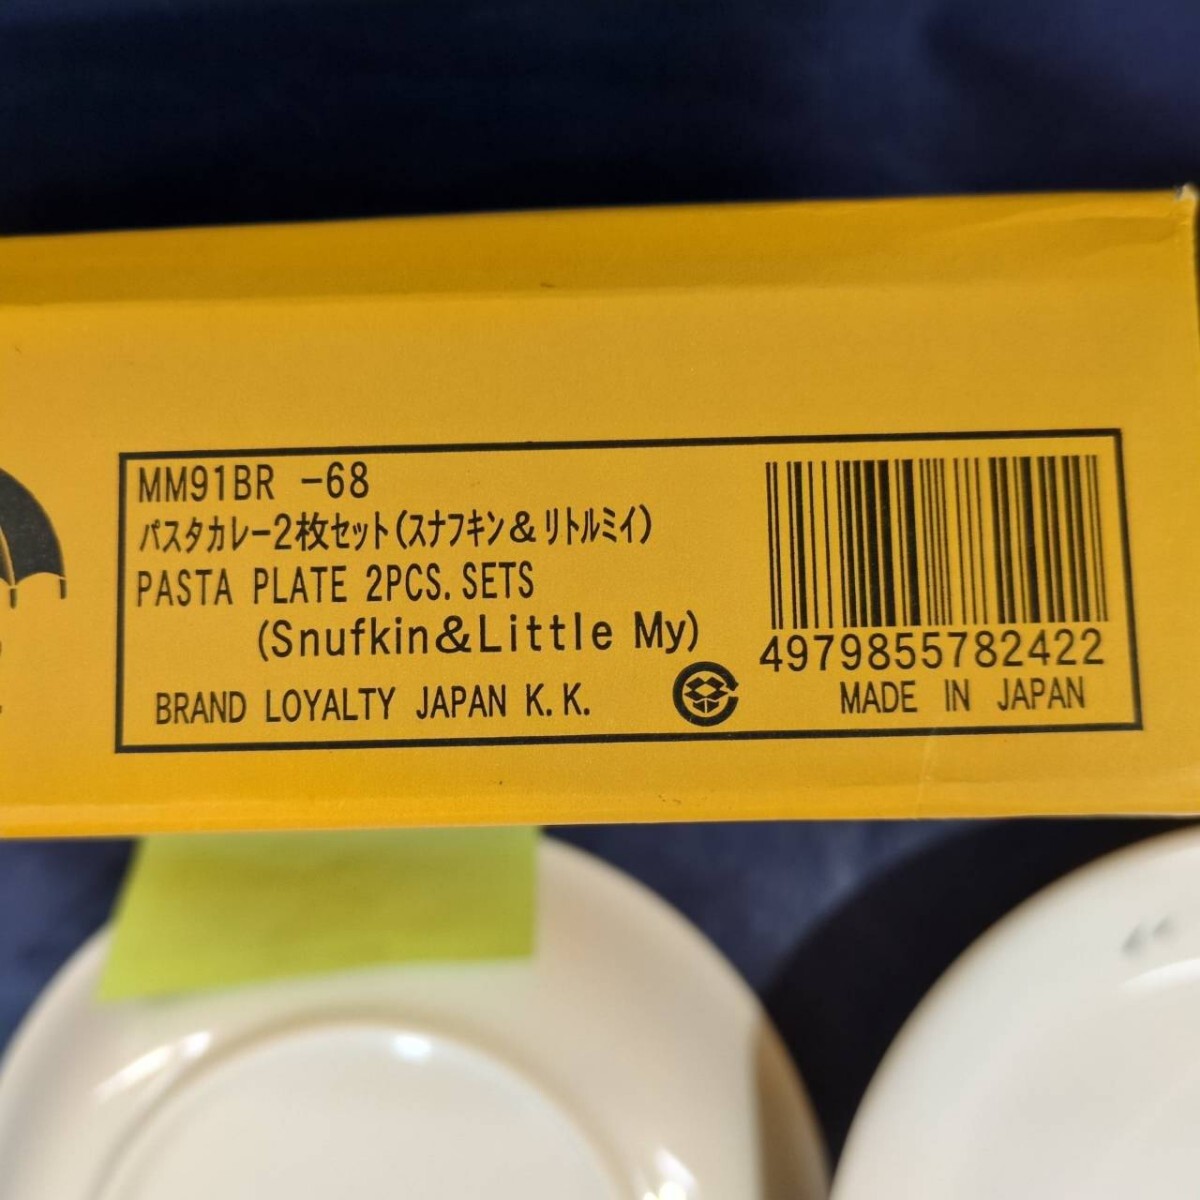 MM91BR -68
パスタカレー2枚セット(スナフキン&リトルミイ)
PASTA PLATE 2PCS. SETS
(Snufkin&Little My)
BRAND LOYALTY JAPAN K.K.
4979855782422
MADE IN JAPAN